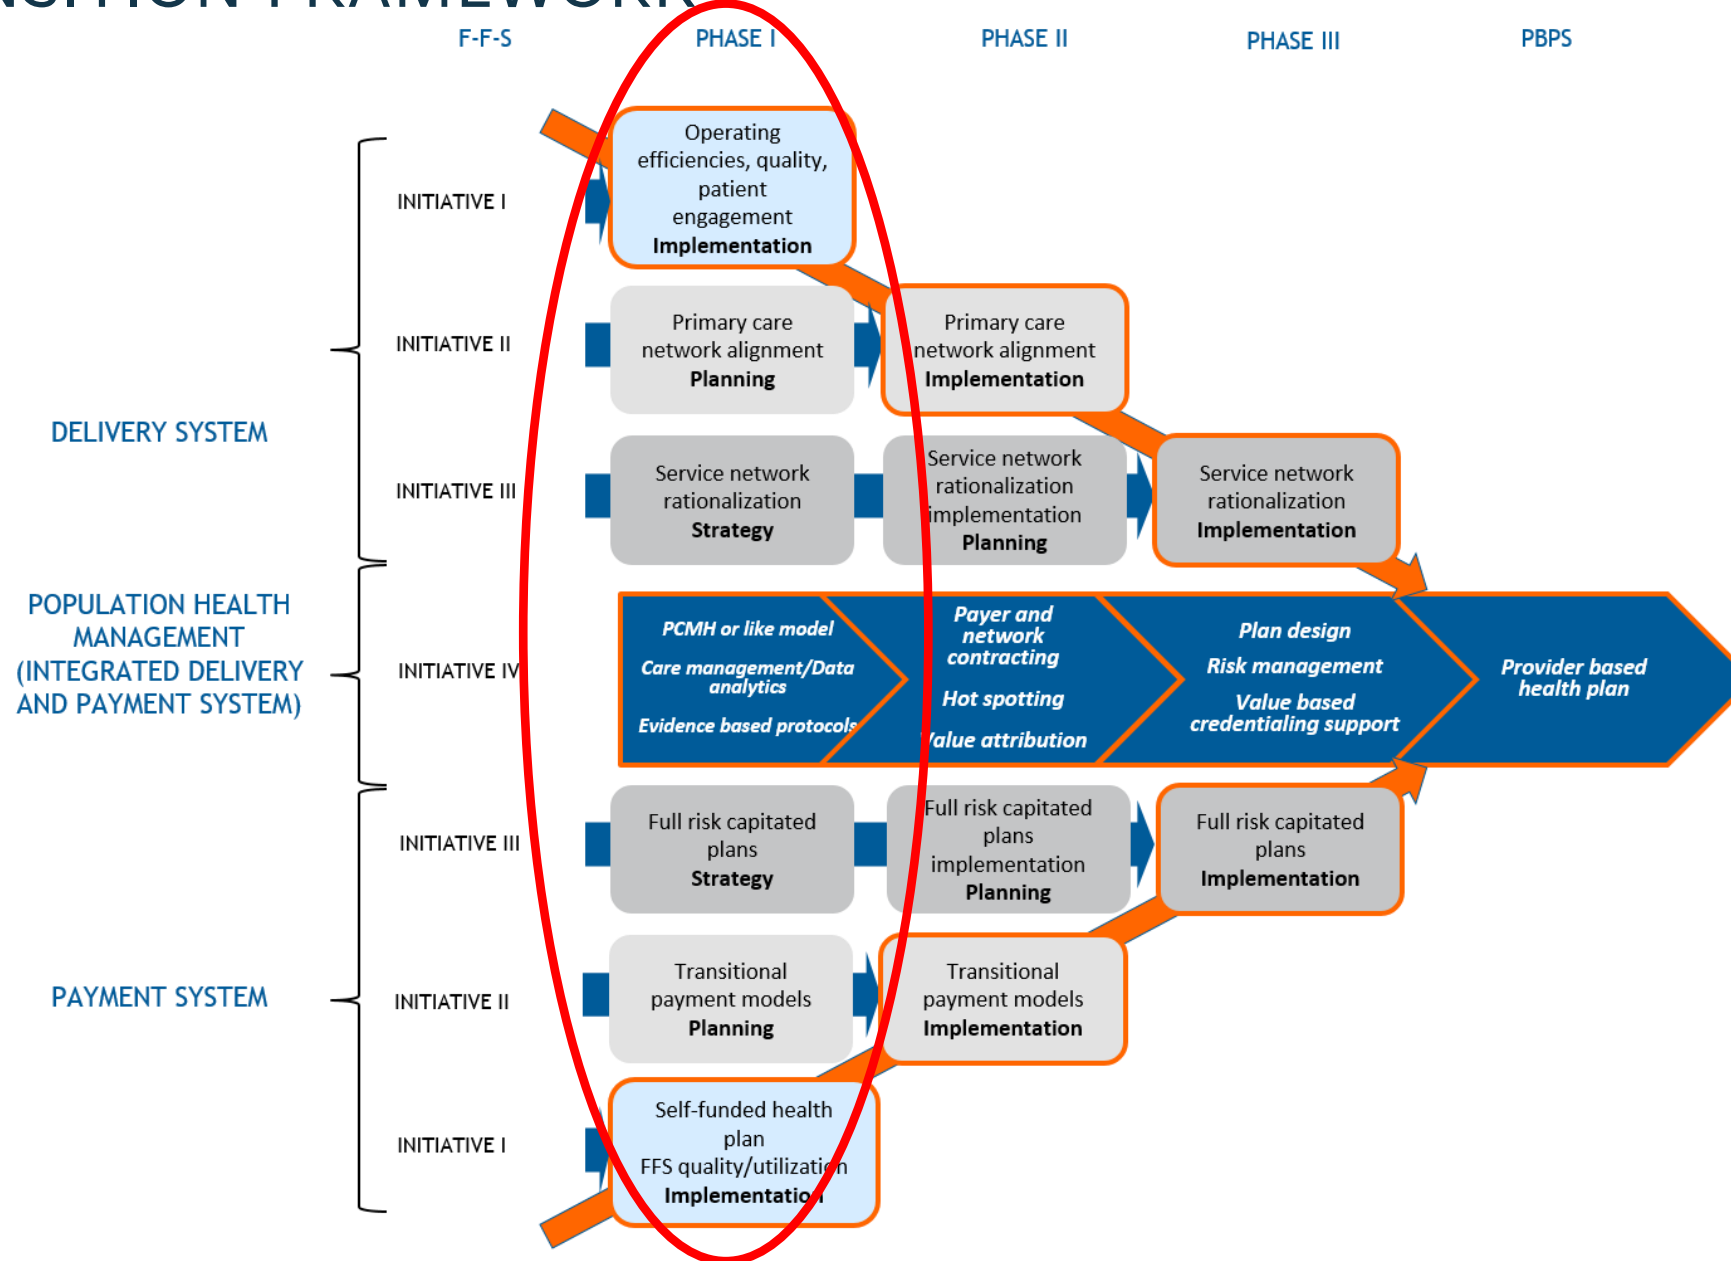 NSITION FRAMEWORK
F-F-S
PHASE I
PHASE II
PHASE III
PBPS
DELIVERY SYSTEM
INITIATIVE I
Operating
efficiencies, quality,
patient
engagement
Implementation
INITIATIVE II
Primary care
network alignment
Planning
Primary care
network alignment
Implementation
INITIATIVE III
Service network
rationalization
Strategy
Service network
rationalization
implementation
Planning
Service network
rationalization
Implementation
POPULATION HEALTH
MANAGEMENT
(INTEGRATED DELIVERY
AND PAYMENT SYSTEM)
INITIATIVE IV
PCMH or like model
Care management/Data
analytics
Evidence based protocols
Payer and
network
contracting
Hot spotting
Value attribution
Plan design
Risk management
Value based
credentialing support
Provider based
health plan
PAYMENT SYSTEM
INITIATIVE III
Full risk capitated
plans
Strategy
Full risk capitated
plans
implementation
Planning
Full risk capitated
plans
Implementation
INITIATIVE II
Transitional
payment models
Planning
Transitional
payment models
Implementation
INITIATIVE I
Self-funded health
plan
FFS quality/utilization
Implementation